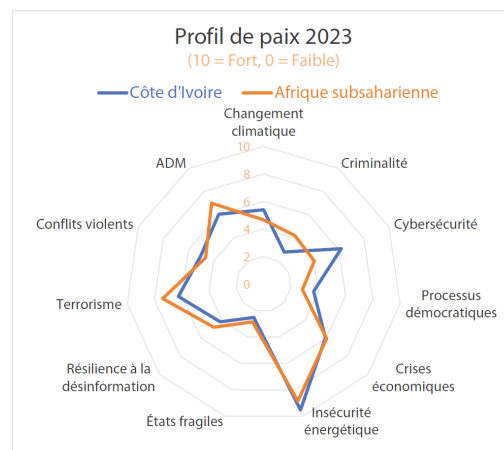 Profil de paix 2023
(10 = Fort, 0 = Faible)
Côte d'Ivoire
Afrique subsaharienne
Changement
climatique
10
8
6
4
2
0
Criminalité
Cybersécurité
Processus
démocratiques
Crises
économiques
Insécurité
énergétique
États fragiles
Résilience à la
désinformation
Terrorisme
Conflits violents
ADM